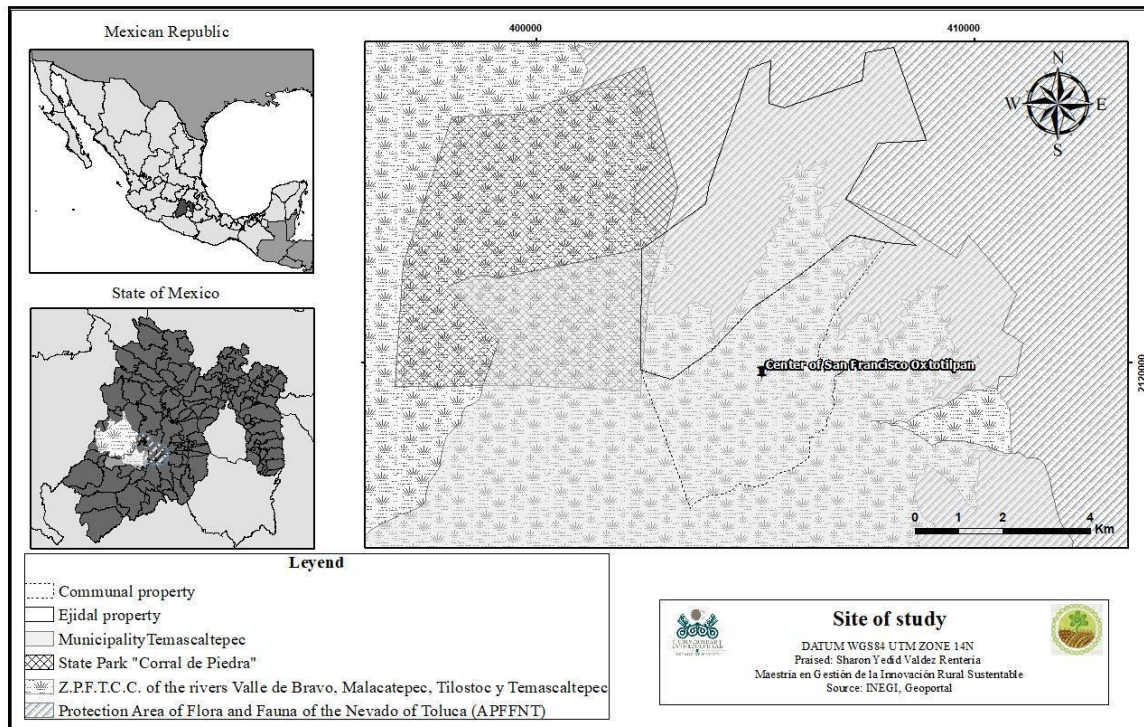 Mexican Republic
State of Mexico
400000
410000
N
W E
S
2120000
Center of San Francisco Oxtotilpan
0 1 2 4
Km
Leyend
Communal property
Ejidal property
MunicipalityTemascaltepec
State Park "Corral de Piedra"
Z.P.F.T.C.C. of the rivers Valle de Bravo, Malacatepec, Tilostoc y Temascaltepec
Protection Area of Flora and Fauna of the Nevado of Toluca (APFFNT)
UNIVERSIDAD
INTERCULTURAL
Site of study
DATUM WGS84 UTM ZONE 14N
Praised: Sharon Yedid Valdez Renteria
Maestria en Gestión de la Innovación Rural Sustentable
Source: INEGI, Geoportal